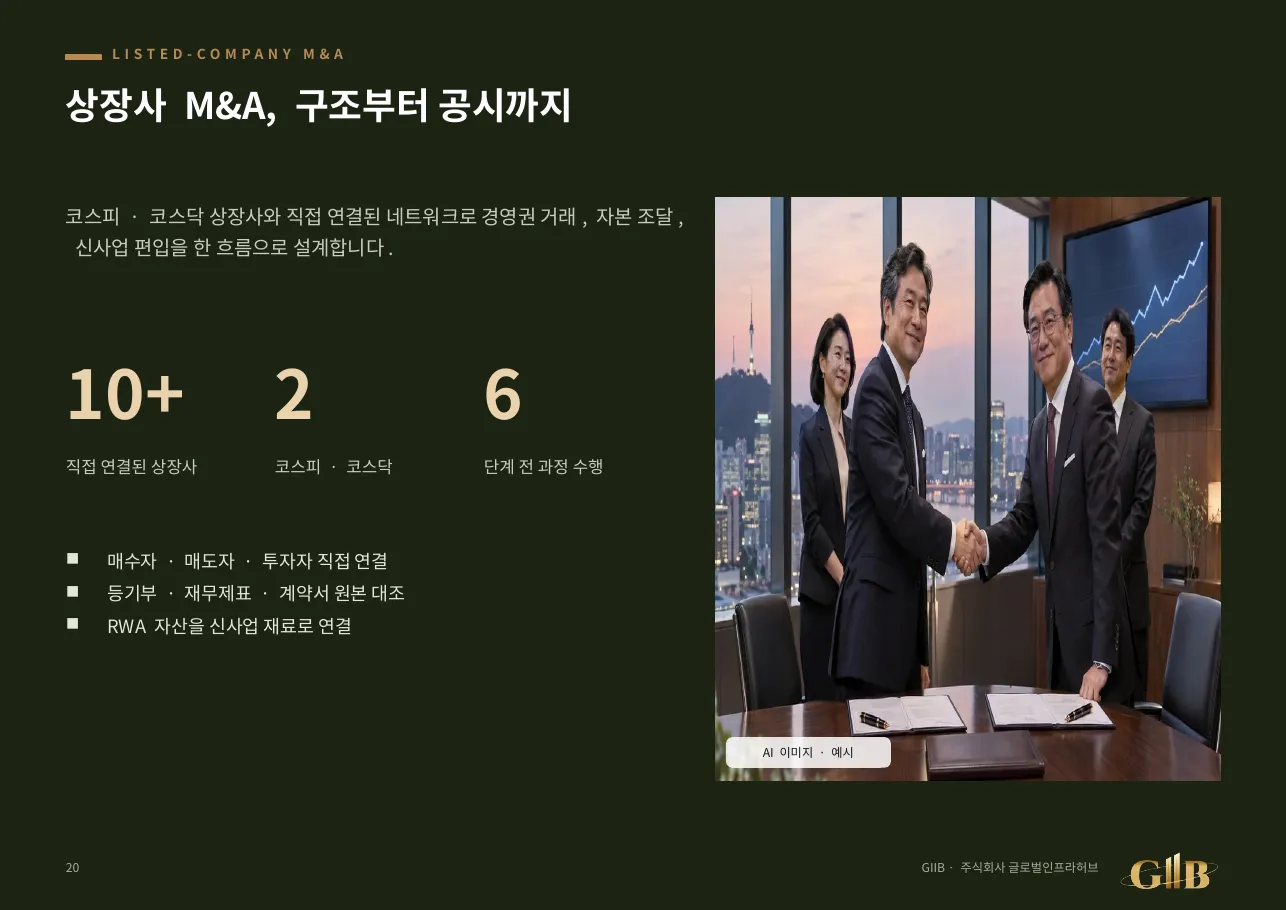 LISTED-COMPANY M&A
상장사 M&A, 구조부터 공시까지
코스피 · 코스닥 상장사와 직접 연결된 네트워크로 경영권 거래 , 자본 조달 ,
신사업 편입을 한 흐름으로 설계합니다 .
10+
직접 연결된 상장사
2
코스피 · 코스닥
6
단계 전 과정 수행
매수자 · 매도자 · 투자자 직접 연결
등기부 · 재무제표 · 계약서 원본 대조
RWA 자산을 신사업 재료로 연결
AI 이미지 · 예시
20
GIIB · 주식회사 글로벌인프라허브
GIIB